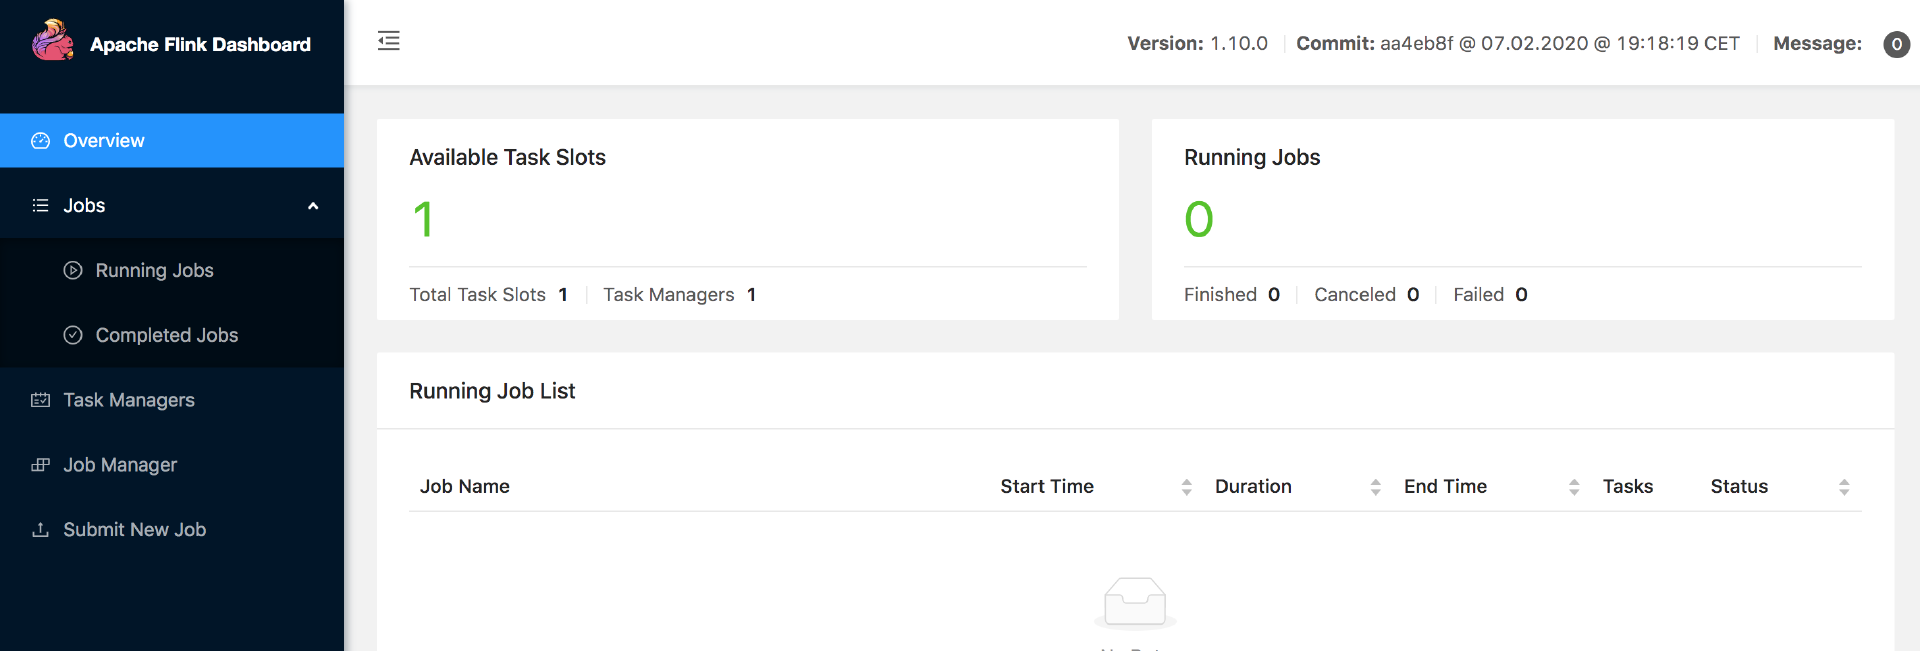 Apache Flink Dashboard
Version: 1.10.0 Commit: aa4eb8f @ 07.02.2020 @ 19:18:19 CET Message: 0
Overview
Jobs
Running Jobs
Completed Jobs
Task Managers
Job Manager
Submit New Job
Available Task Slots
1
Total Task Slots 1 Task Managers 1
Running Jobs
0
Finished 0 Canceled 0 Failed 0
Running Job List
Job Name Start Time Duration End Time Tasks Status